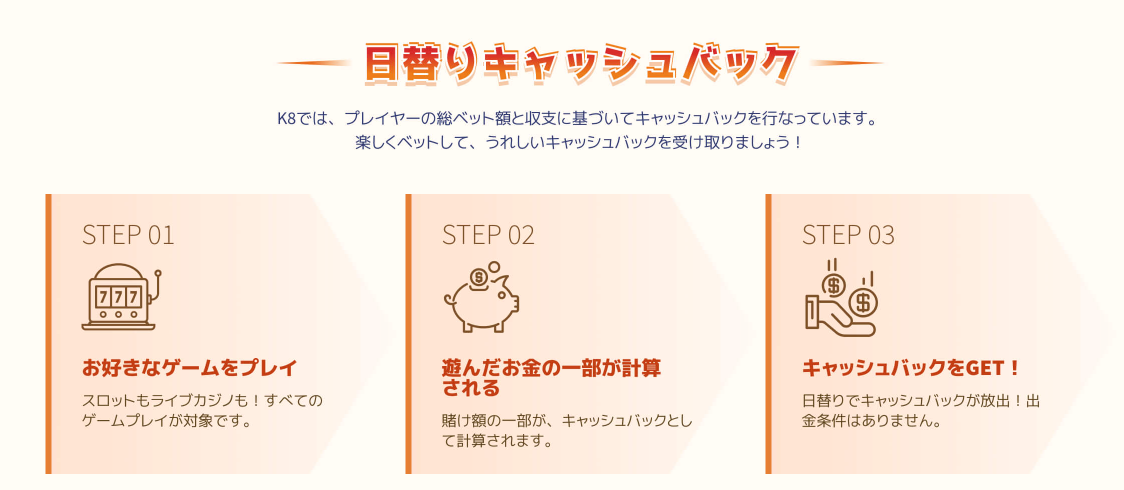 日替りキャッシュバック
K8では、プレイヤーの総ベット額と収支に基づいてキャッシュバックを行なっています。
楽しくベットして、うれしいキャッシュバックを受け取りましょう！
STEP 01
777
お好きなゲームをプレイ
スロットもライブカジノも！すべての
ゲームプレイが対象です。
STEP 02
$
遊んだお金の一部が計算
される
賭け額の一部が、キャッシュバックとし
て計算されます。
STEP 03
$
$
キャッシュバックをGET！
日替りでキャッシュバックが放出！出
金条件はありません。